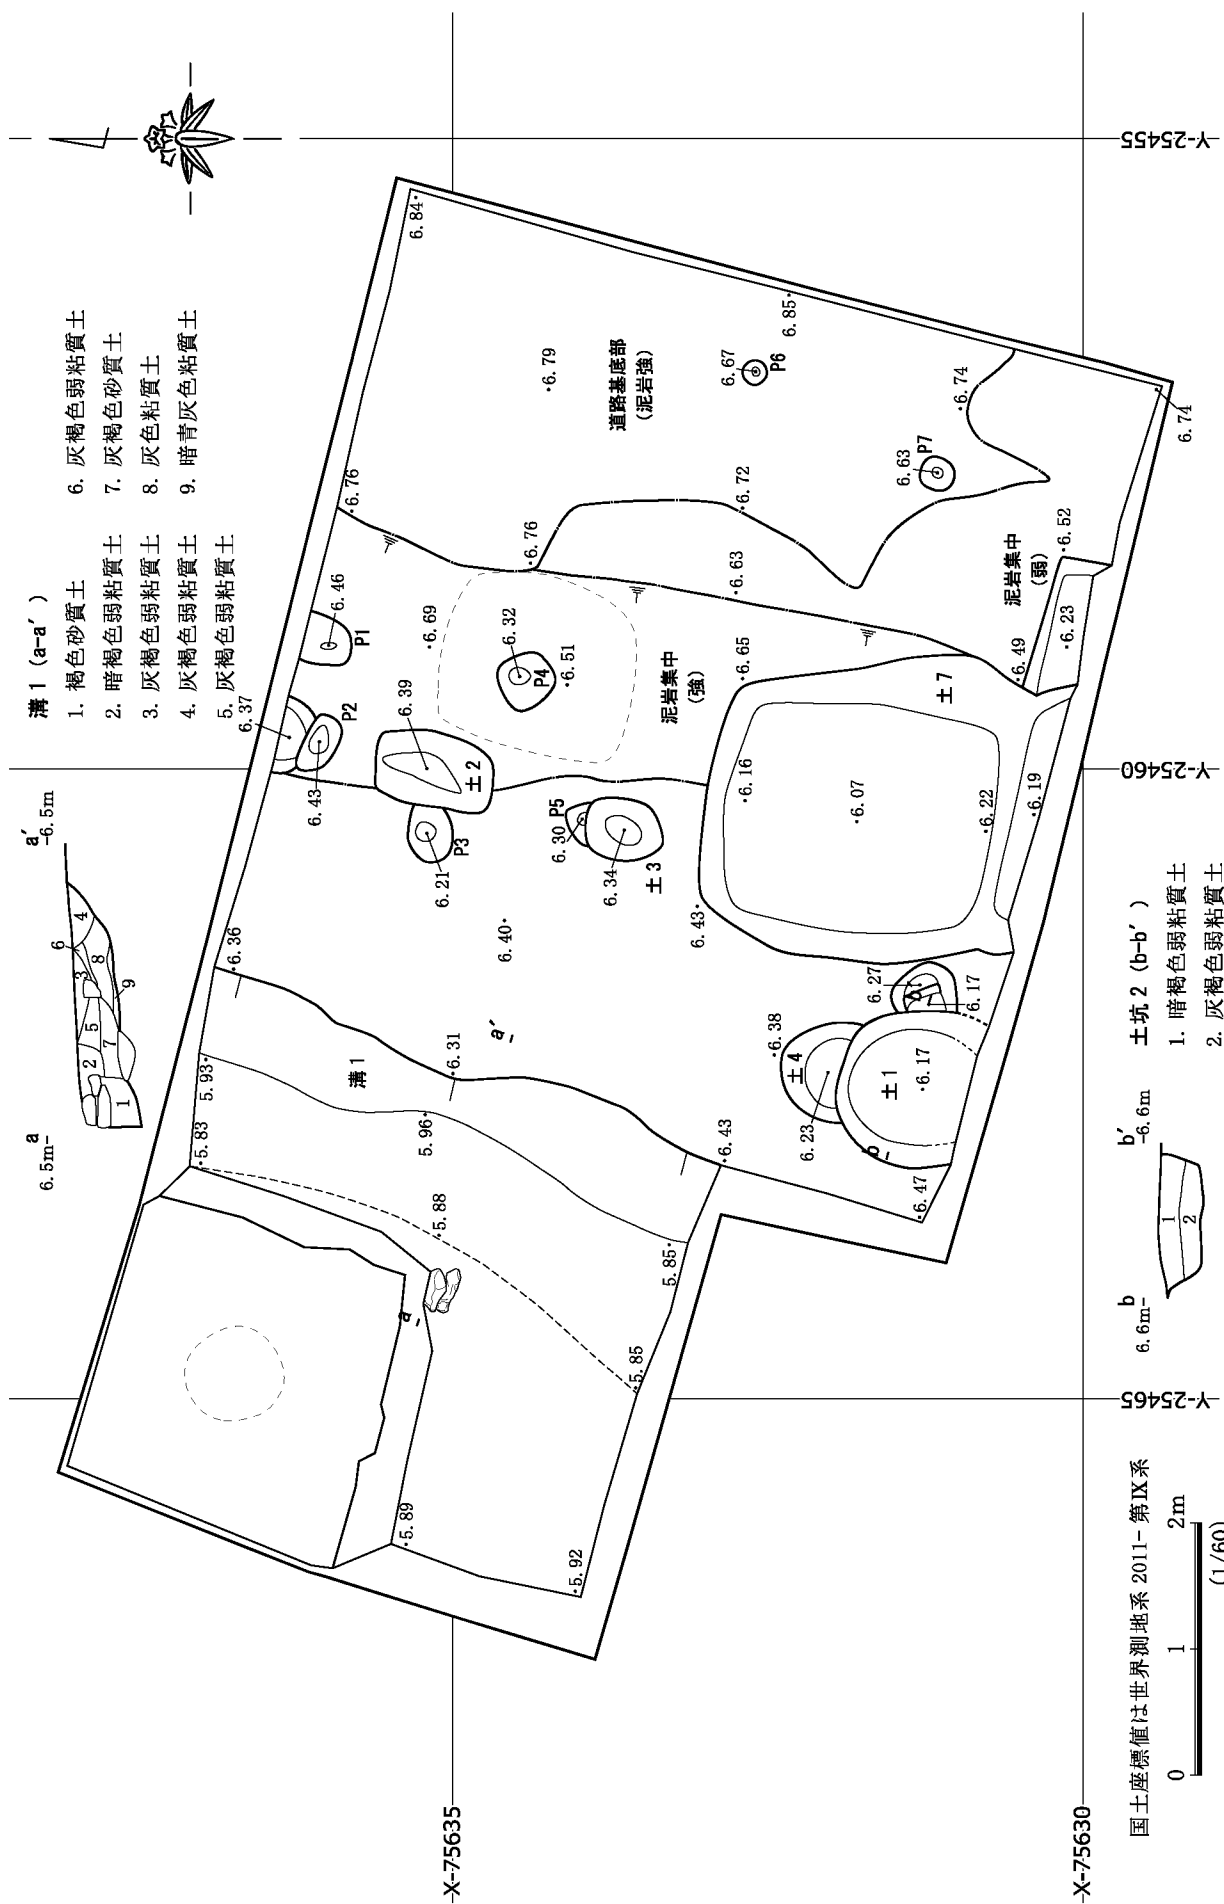 溝 1 (a-a′)
1. 褐色砂質土
2. 暗褐色弱粘質土
3. 灰褐色弱粘質土
4. 灰褐色弱粘質土
5. 灰褐色弱粘質土
6. 灰褐色弱粘質土
7. 灰褐色砂質土
8. 灰色粘質土
9. 暗青灰色粘質土
a
6.5m-
a′
-6.5m
1
2
3
4
5
6
7
8
9
6.84
6.79
6.85
道路基底部
(泥岩強)
6.67
P6
6.74
6.63
P7
6.74
6.76
6.76
6.72
6.63
6.52
泥岩集中
(弱)
6.23
6.49
6.46
P1
6.69
6.32
P4
6.51
泥岩集中
(強)
6.65
土 7
6.37
6.43
P2
6.39
土 2
6.21
P3
6.30
P5
6.34
土 3
6.16
6.07
6.22
6.19
6.43
6.36
6.40
a′
6.31
溝 1
5.93
5.83
5.96
5.88
a
5.85
5.85
6.43
6.38
土 4
6.23
土 1
6.17
6.27
b′
6.17
b
6.47
5.89
5.92
土坑 2 (b-b′)
1. 暗褐色弱粘質土
2. 灰褐色弱粘質土
b
6.6m-
b′
-6.6m
1
2
Y-25455
Y-25460
Y-25465
X-75635
X-75630
国土座標値は世界測地系 2011- 第Ⅸ系
0 1 2m
(1/60)